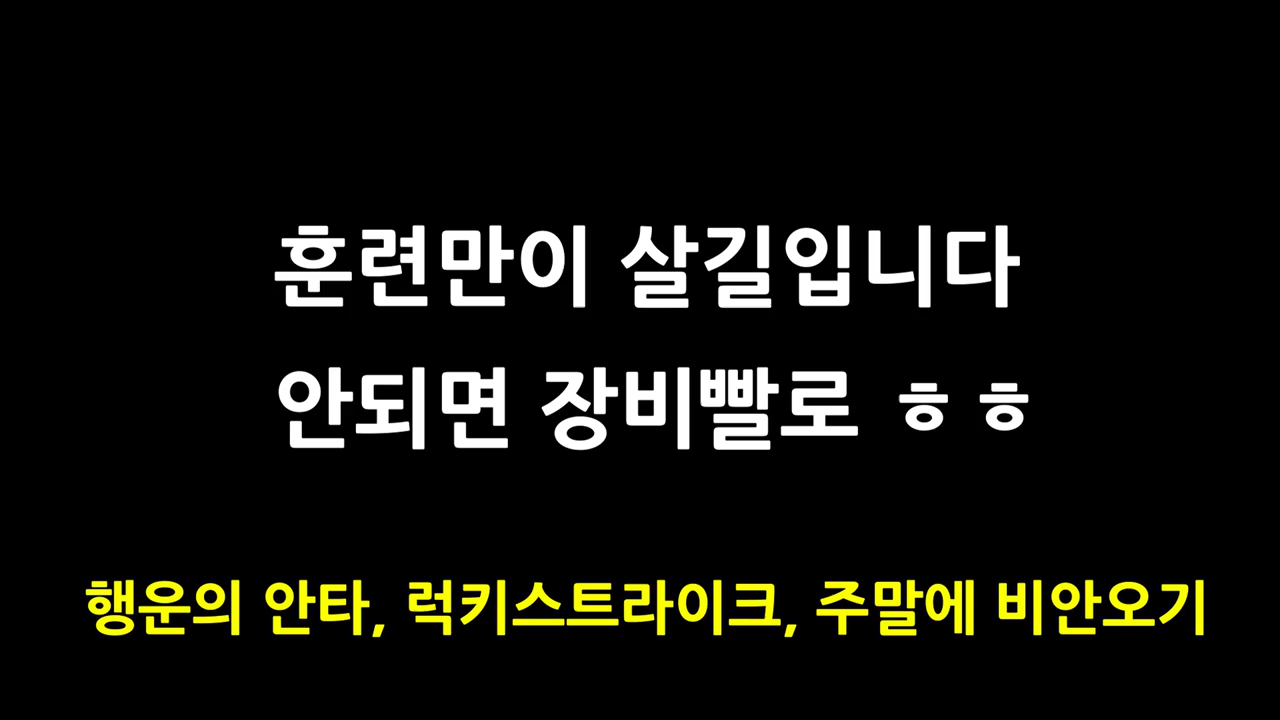 훈련만이 살길입니다
안되면 장비빨로 ㅎㅎ
행운의 안타, 럭키스트라이크, 주말에 비안오기